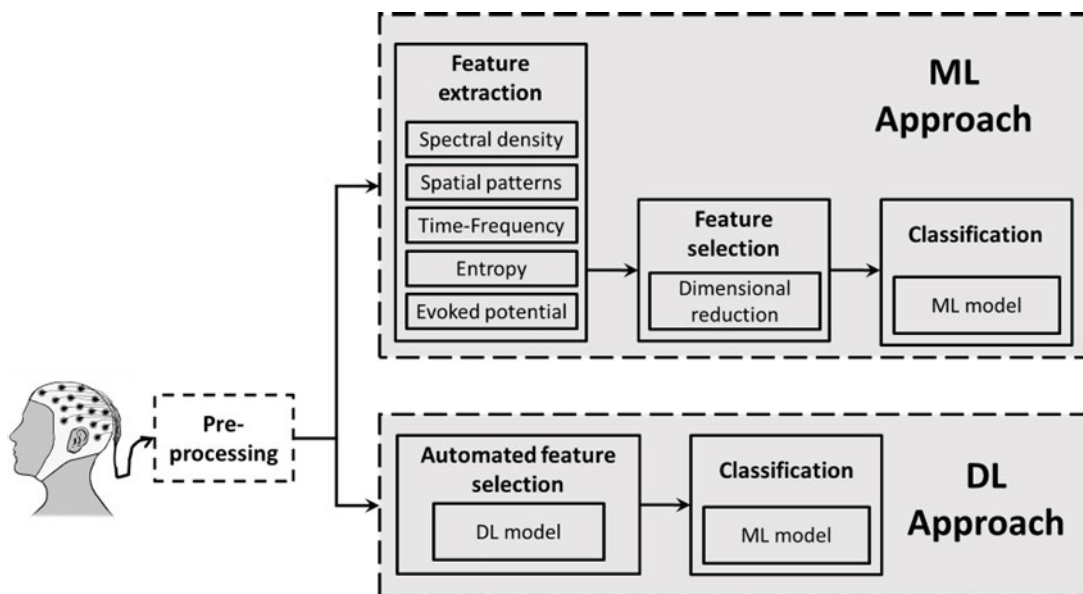 Feature
extraction
Spectral density
Spatial patterns
Time-Frequency
Entropy
Evoked potential
Feature
selection
Dimensional
reduction
Classification
ML model
ML
Approach
Pre-
processing
Automated feature
selection
DL model
Classification
ML model
DL
Approach